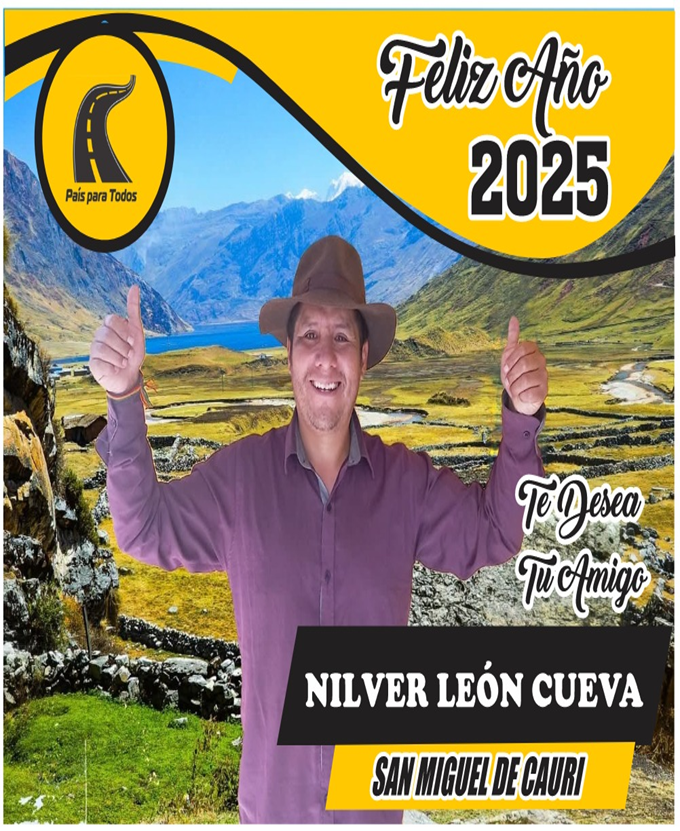 Feliz Año
2025
País para Todos
Te Desea
Tu Amigo
NILVER LEÓN CUEVA
SAN MIGUEL DE CAURI